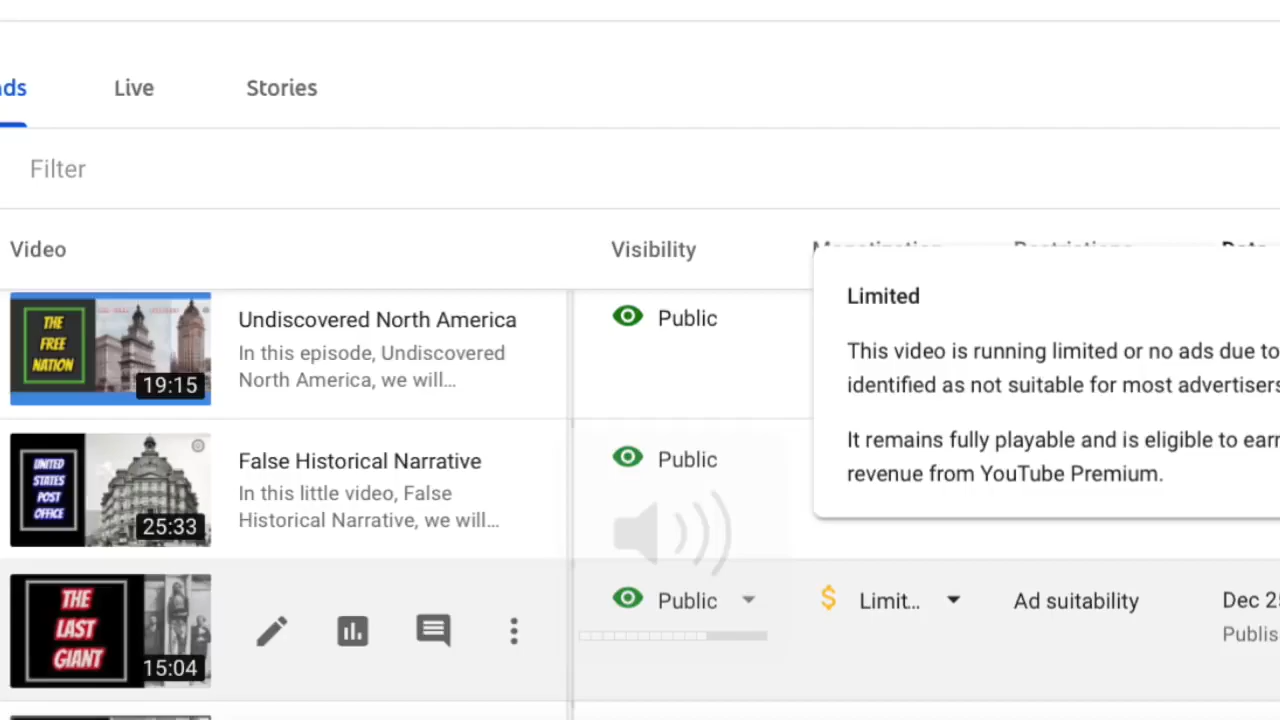 ads
Live
Stories
Filter
Video
Visibility
THE
FREE
NATION
19:15
Undiscovered North America
In this episode, Undiscovered
North America, we will...
Public
Limited
This video is running limited or no ads due to
identified as not suitable for most advertisers
It remains fully playable and is eligible to earn
revenue from YouTube Premium.
UNITED
STATES
POST
OFFICE
25:33
False Historical Narrative
In this little video, False
Historical Narrative, we will...
Public
THE
LAST
GIANT
15:04
Public
$ Limit...
Ad suitability
Dec 25
Publis